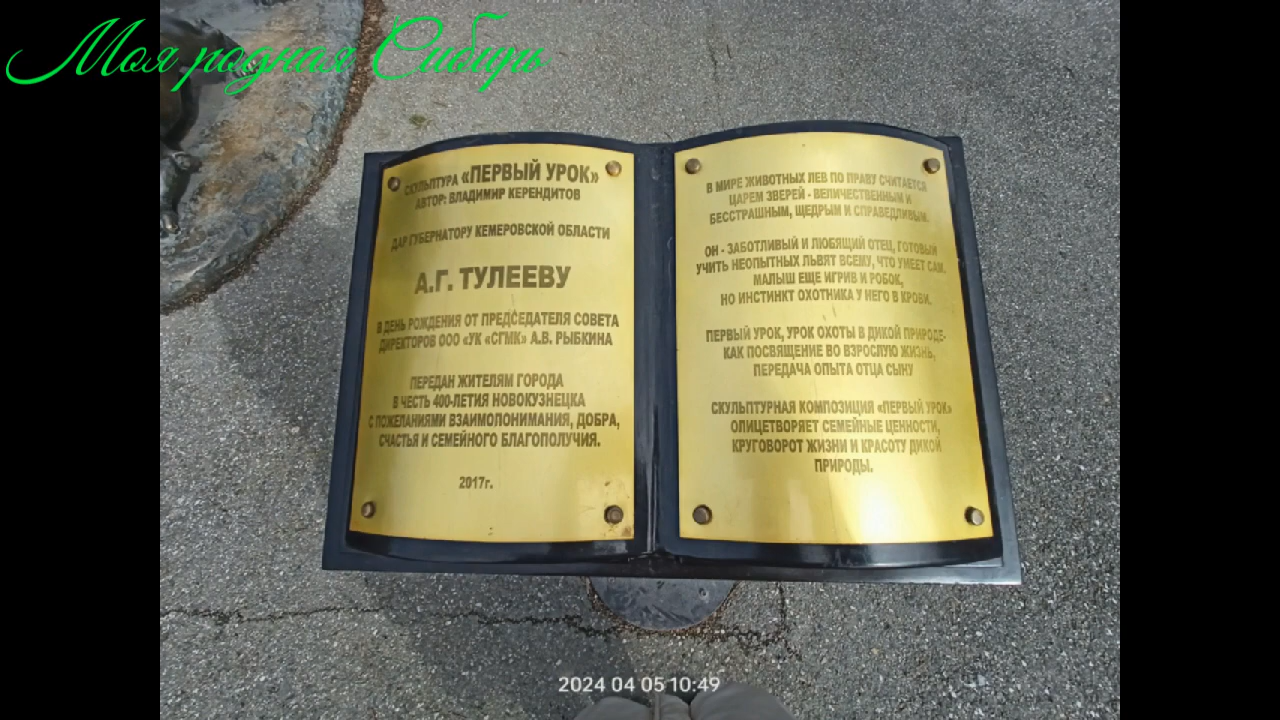 Моя родная Сибирь
СКУЛЬПТУРА «ПЕРВЫЙ УРОК»
АВТОР: ВЛАДИМИР КЕРЕНДИТОВ
ДАР ГУБЕРНАТОРУ КЕМЕРОВСКОЙ ОБЛАСТИ
А.Г. ТУЛЕЕВУ
В ДЕНЬ РОЖДЕНИЯ ОТ ПРЕДСЕДАТЕЛЯ СОВЕТА
ДИРЕКТОРОВ ООО «УК «СГМК» А.В. РЫБКИНА
ПЕРЕДАН ЖИТЕЛЯМ ГОРОДА
В ЧЕСТЬ 400-ЛЕТИЯ НОВОКУЗНЕЦКА
С ПОЖЕЛАНИЯМИ ВЗАИМОПОНИМАНИЯ, ДОБРА,
СЧАСТЬЯ И СЕМЕЙНОГО БЛАГОПОЛУЧИЯ.
2017г.
В МИРЕ ЖИВОТНЫХ ЛЕВ ПО ПРАВУ СЧИТАЕТСЯ
ЦАРЕМ ЗВЕРЕЙ - ВЕЛИЧЕСТВЕННЫМ И
БЕССТРАШНЫМ, ЩЕДРЫМ И СПРАВЕДЛИВЫМ.
ОН - ЗАБОТЛИВЫЙ И ЛЮБЯЩИЙ ОТЕЦ, ГОТОВЫЙ
УЧИТЬ НЕОПЫТНЫХ ЛЬВЯТ ВСЕМУ, ЧТО УМЕЕТ САМ.
МАЛЫШ ЕЩЕ ИГРИВ И РОБОК,
НО ИНСТИНКТ ОХОТНИКА У НЕГО В КРОВИ.
ПЕРВЫЙ УРОК, УРОК ОХОТЫ В ДИКОЙ ПРИРОДЕ-
КАК ПОСВЯЩЕНИЕ ВО ВЗРОСЛУЮ ЖИЗНЬ,
ПЕРЕДАЧА ОПЫТА ОТЦА СЫНУ
СКУЛЬПТУРНАЯ КОМПОЗИЦИЯ «ПЕРВЫЙ УРОК»
ОЛИЦЕТВОРЯЕТ СЕМЕЙНЫЕ ЦЕННОСТИ,
КРУГОВОРОТ ЖИЗНИ И КРАСОТУ ДИКОЙ
ПРИРОДЫ.
2024 04 05 10:49